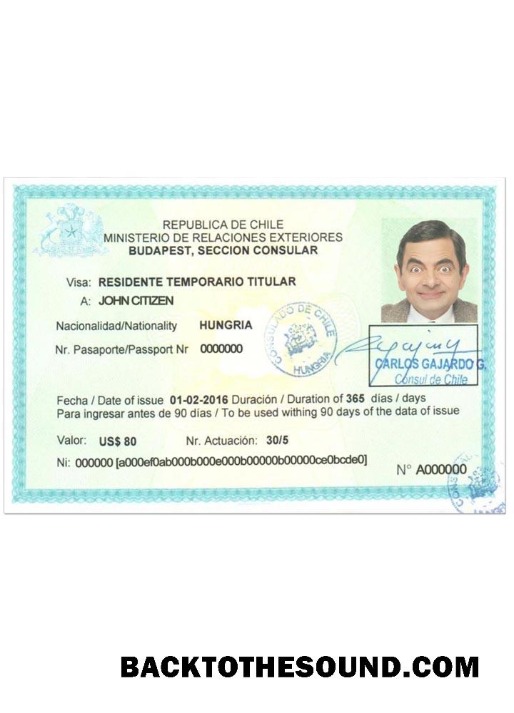 REPUBLICA DE CHILE
MINISTERIO DE RELACIONES EXTERIORES
BUDAPEST, SECCION CONSULAR
Visa: RESIDENTE TEMPORARIO TITULAR
A: JOHN CITIZEN
Nacionalidad/Nationality HUNGRIA
Nr. Pasaporte/Passport Nr 0000000
CONSULADO DE CHILE
HUNGRIA
CARLOS GAJARDO G.
Cónsul de Chile
Fecha / Date of issue 01-02-2016 Duración / Duration of 365 días / days
Para ingresar antes de 90 días / To be used withing 90 days of the data of issue
Valor: US$ 80 Nr. Actuación: 30/5
Ni: 000000 [a000ef0ab000b000e000b00000b00000ce0bcde0]
N° A000000
BACKTOTHESOUND.COM